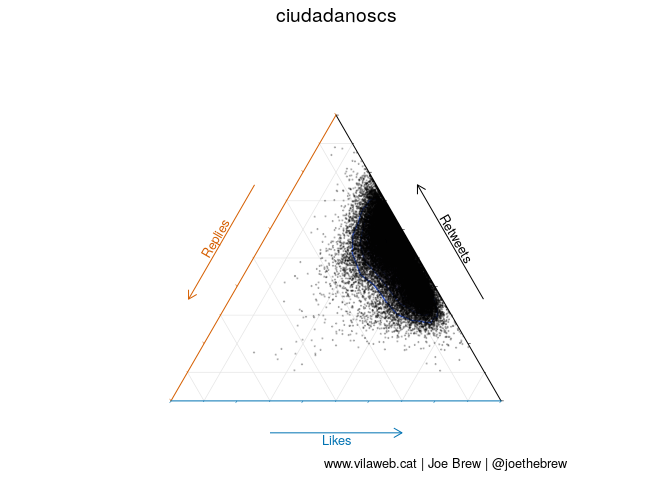 ciudadanoscs
Replies
Retweets
Likes
www.vilaweb.cat | Joe Brew | @joethebrew